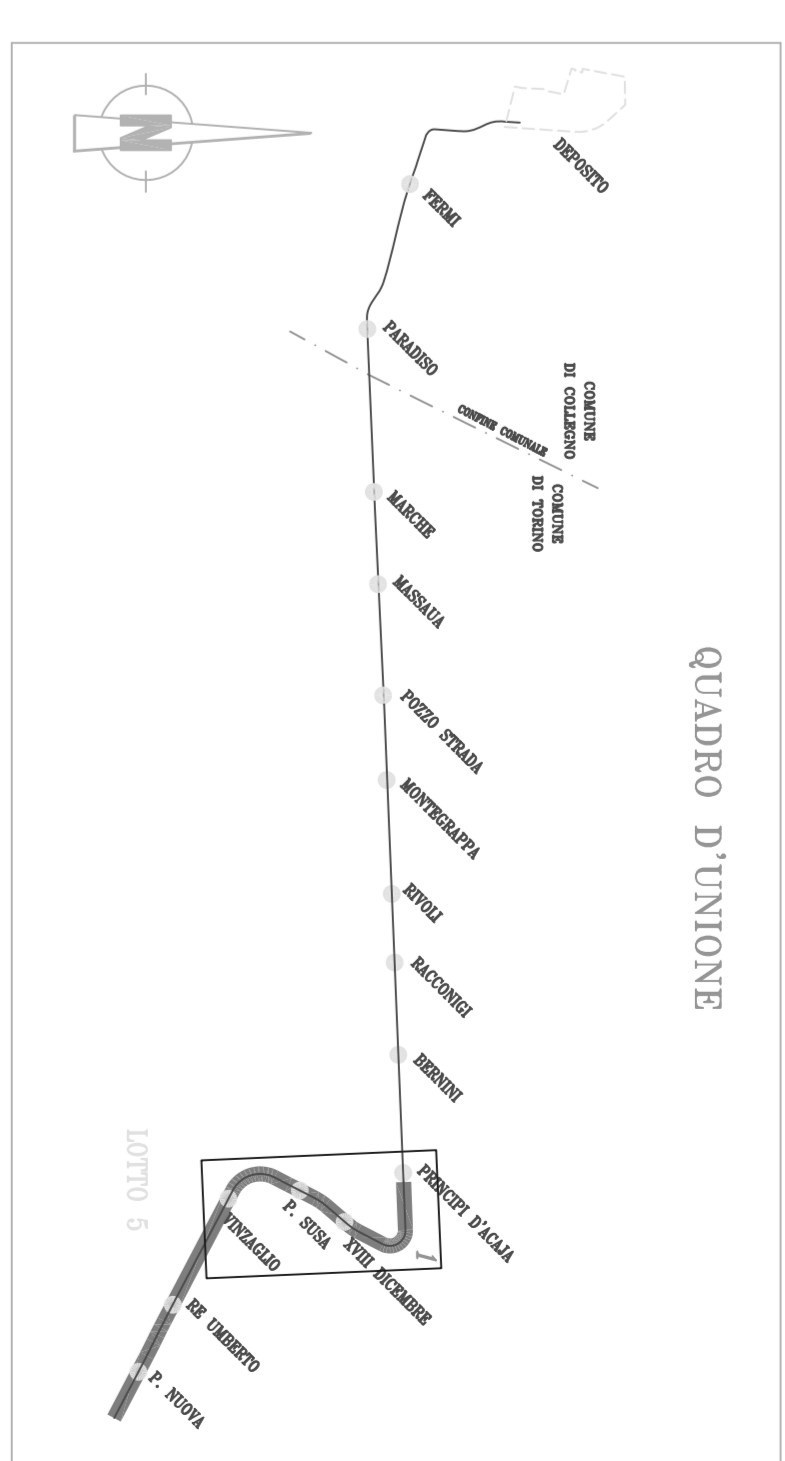 QUADRO D'UNIONE
N
DEPOSITO
FERMI
PARADISO
COMUNE
DI COLLEGNO
CONFINE COMUNALE
COMUNE
DI TORINO
MARCHE
MASSAUA
POZZO STRADA
MONTEGRAPPA
RIVOLI
RACCONIGI
BERNINI
PRINCIPI D'ACAJA
1
XVIII DICEMBRE
P. SUSA
VINZAGLIO
RE UMBERTO
P. NUOVA
LOTTO 5